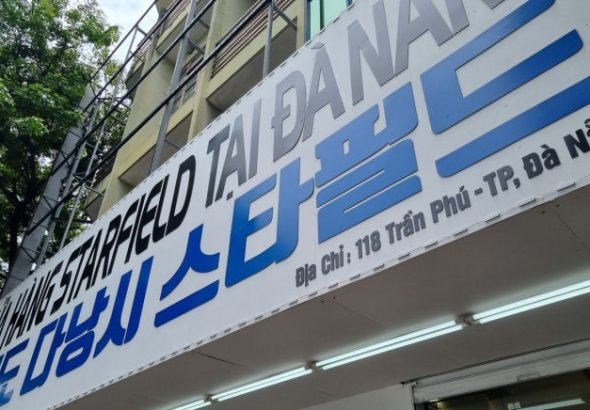 HÀNG STARFIELD TẠI ĐÀ
다낭시 스타필드
Địa Chỉ : 118 Trần Phú - TP, Đà